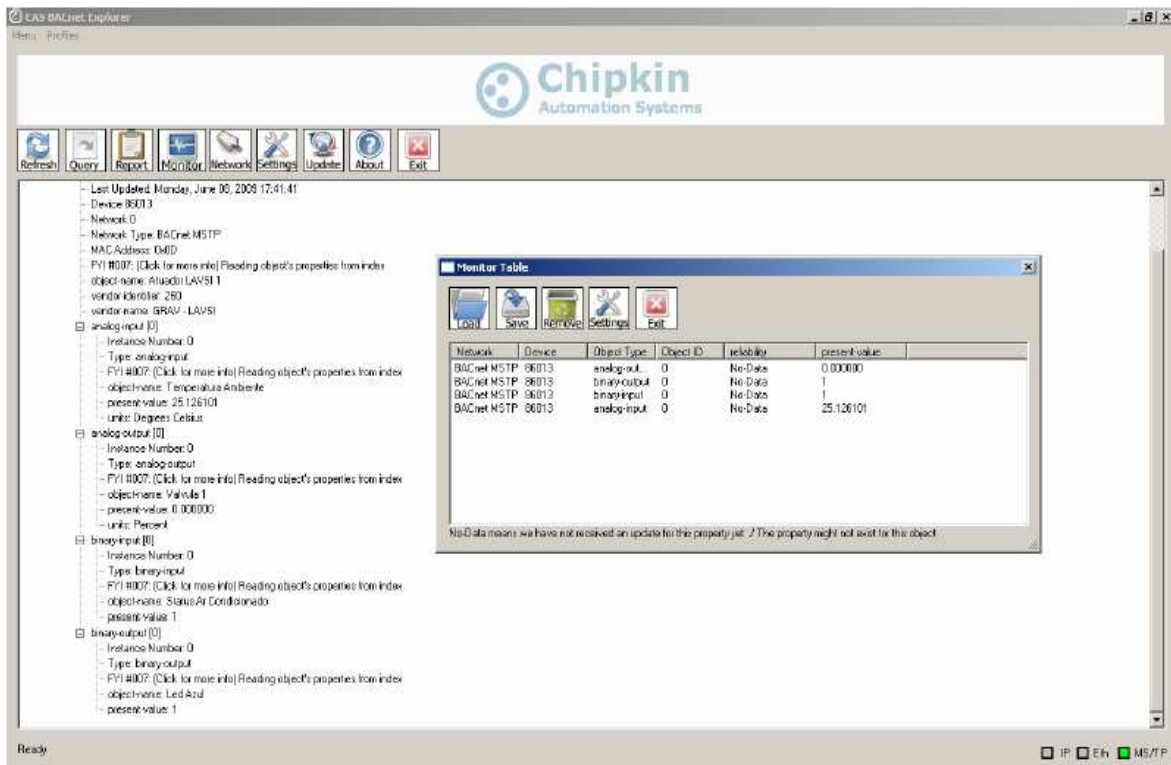 CAS BACnet Explorer
Menu Profiles
Chipkin
Automation Systems
Refresh Query Report Monitor Network Settings Update About Exit
Last Updated: Monday, June 08, 2009 17:41:41
Device 86013
Network 0
Network Type: BACnet MSTP
MAC Address: 0x0D
FYI #007: (Click for more info) Reading object's properties from index
object-name: Atuador LAVSI 1
vendor-identifier: 260
vendor-name: GRAV - LAVSI
analog-input [0]
Instance Number: 0
Type: analog-input
FYI #007: (Click for more info) Reading object's properties from index
object-name: Temperatura Ambiente
present-value: 25.126101
units: Degrees Celsius
analog-output [0]
Instance Number: 0
Type: analog-output
FYI #007: (Click for more info) Reading object's properties from index
object-name: Valvula 1
present-value: 0.000000
units: Percent
binary-input [0]
Instance Number: 0
Type: binary-input
FYI #007: (Click for more info) Reading object's properties from index
object-name: Status Ar Condicionado
present-value: 1
binary-output [0]
Instance Number: 0
Type: binary-output
FYI #007: (Click for more info) Reading object's properties from index
object-name: Led Azul
present-value: 1
Monitor Table
Load Save Remove Settings Exit
Network Device Object Type Object ID reliability present-value
BACnet MSTP 86013 analog-out... 0 No-Data 0.000000
BACnet MSTP 86013 binary-output 0 No-Data 1
BACnet MSTP 86013 binary-input 0 No-Data 1
BACnet MSTP 86013 analog-input 0 No-Data 25.126101
No-Data means we have not received an update for this property yet. / The property might not exist for this object
Ready
IP Eth MS/TP